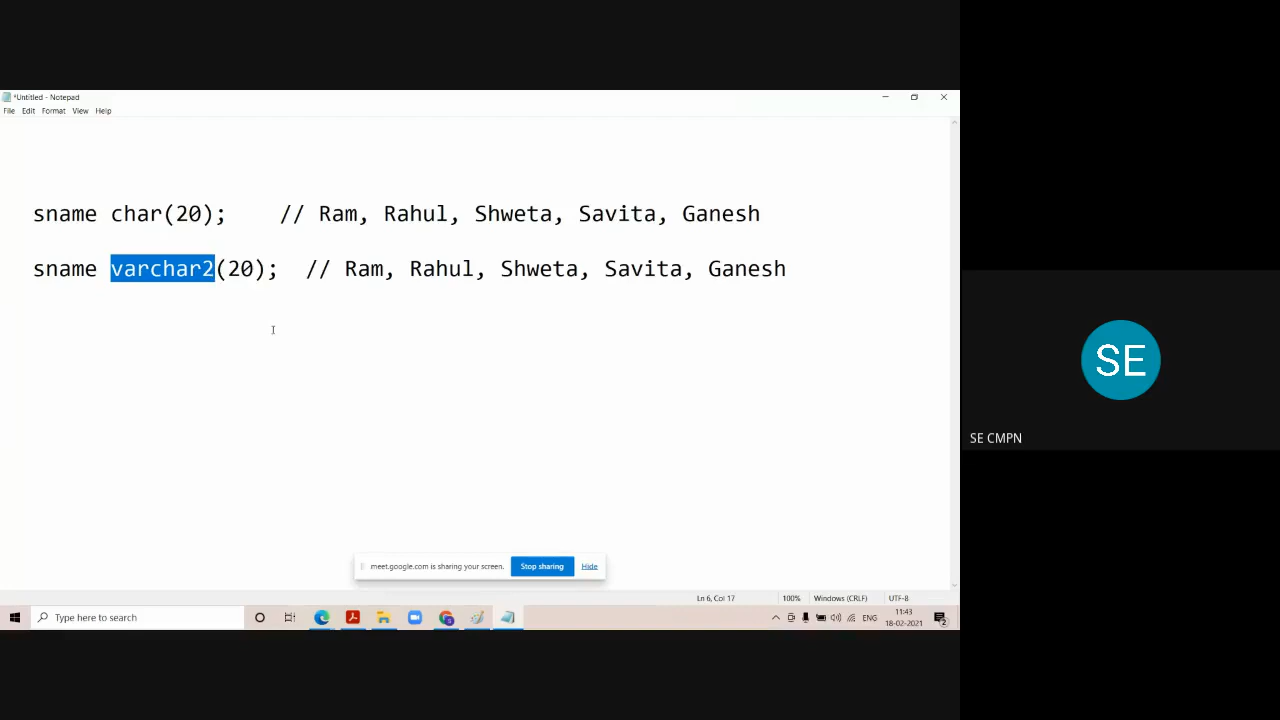 *Untitled - Notepad
File Edit Format View Help
sname char(20); // Ram, Rahul, Shweta, Savita, Ganesh
sname varchar2(20); // Ram, Rahul, Shweta, Savita, Ganesh
SE
SE CMPN
meet.google.com is sharing your screen. Stop sharing Hide
Ln 6, Col 17 100% Windows (CRLF) UTF-8
Type here to search
ENG
11:43
18-02-2021
2